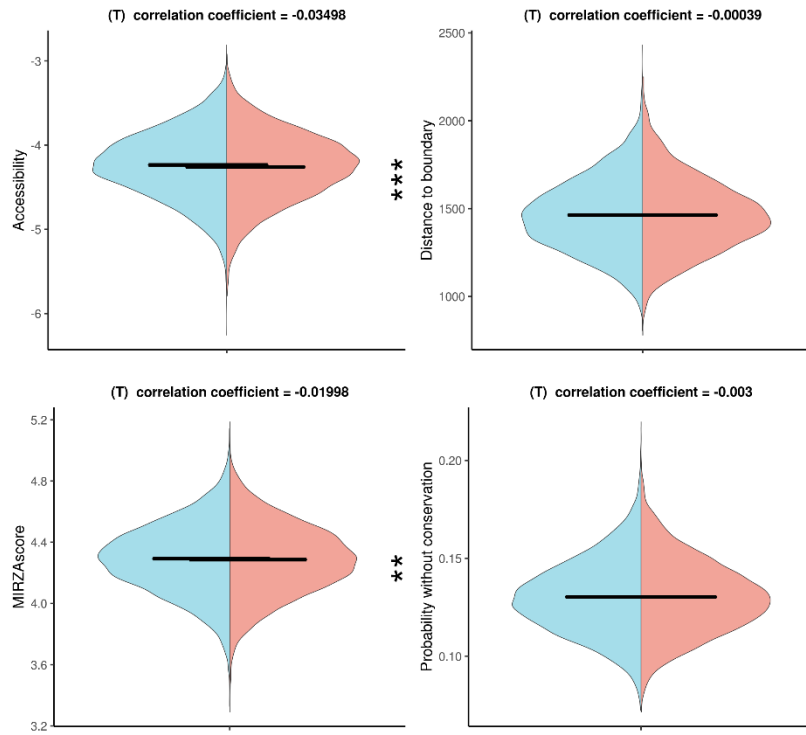 (T) correlation coefficient = -0.03498
Accessibility
-3
-4
-5
-6
***
(T) correlation coefficient = -0.00039
Distance to boundary
2500
2000
1500
1000
(T) correlation coefficient = -0.01998
MIRZAscore
5.2
4.8
4.4
4.0
3.6
3.2
**
(T) correlation coefficient = -0.003
Probability without conservation
0.20
0.15
0.10